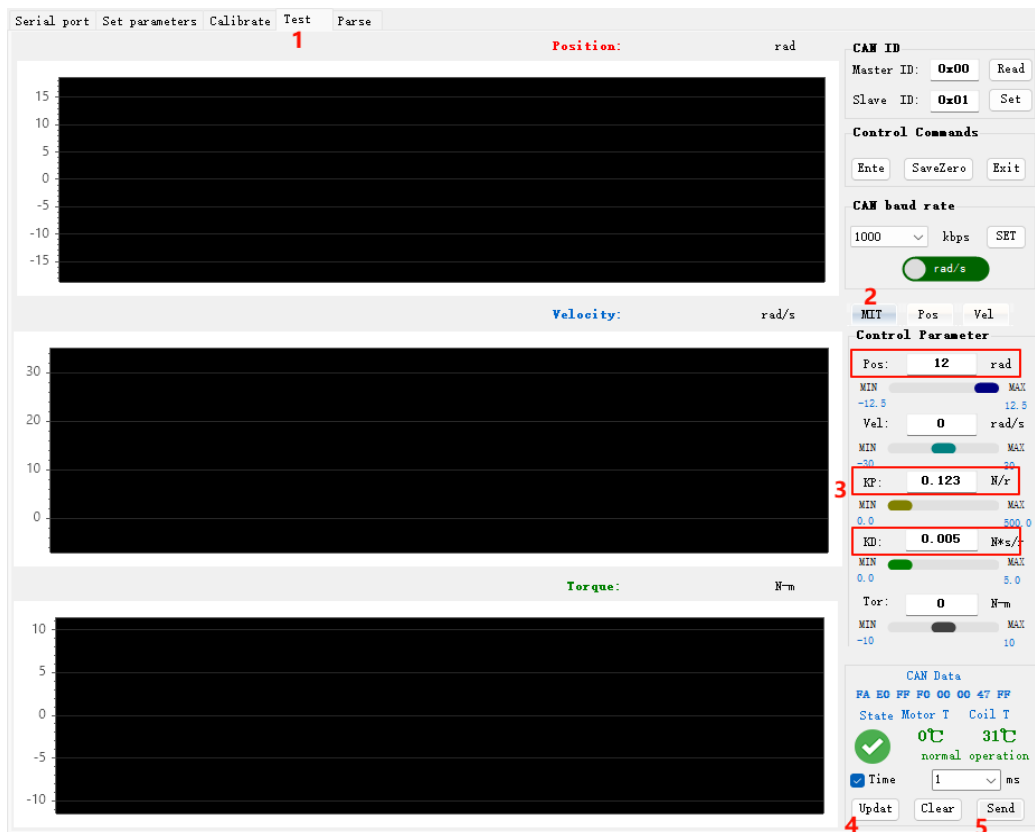 Serial port Set parameters Calibrate Test Parse
1
Position: rad
15
10
5
0
-5
-10
-15
Velocity: rad/s
30
20
10
0
Torque: N-m
10
5
0
-5
-10
CAN ID
Master ID: 0x00 Read
Slave ID: 0x01 Set
Control Commands
Ente SaveZero Exit
CAN baud rate
1000 kbps SET
rad/s
2
MIT Pos Vel
Control Parameter
Pos: 12 rad
MIN MAX
-12.5 12.5
Vel: 0 rad/s
MIN MAX
-30 30
3
KP: 0.123 N/r
MIN MAX
0.0 500.0
KD: 0.005 N*s/r
MIN MAX
0.0 5.0
Tor: 0 N-m
MIN MAX
-10 10
CAN Data
FA E0 FF F0 00 00 47 FF
State Motor T Coil T
0℃ 31℃
normal operation
Time 1 ms
Updat Clear Send
4 5